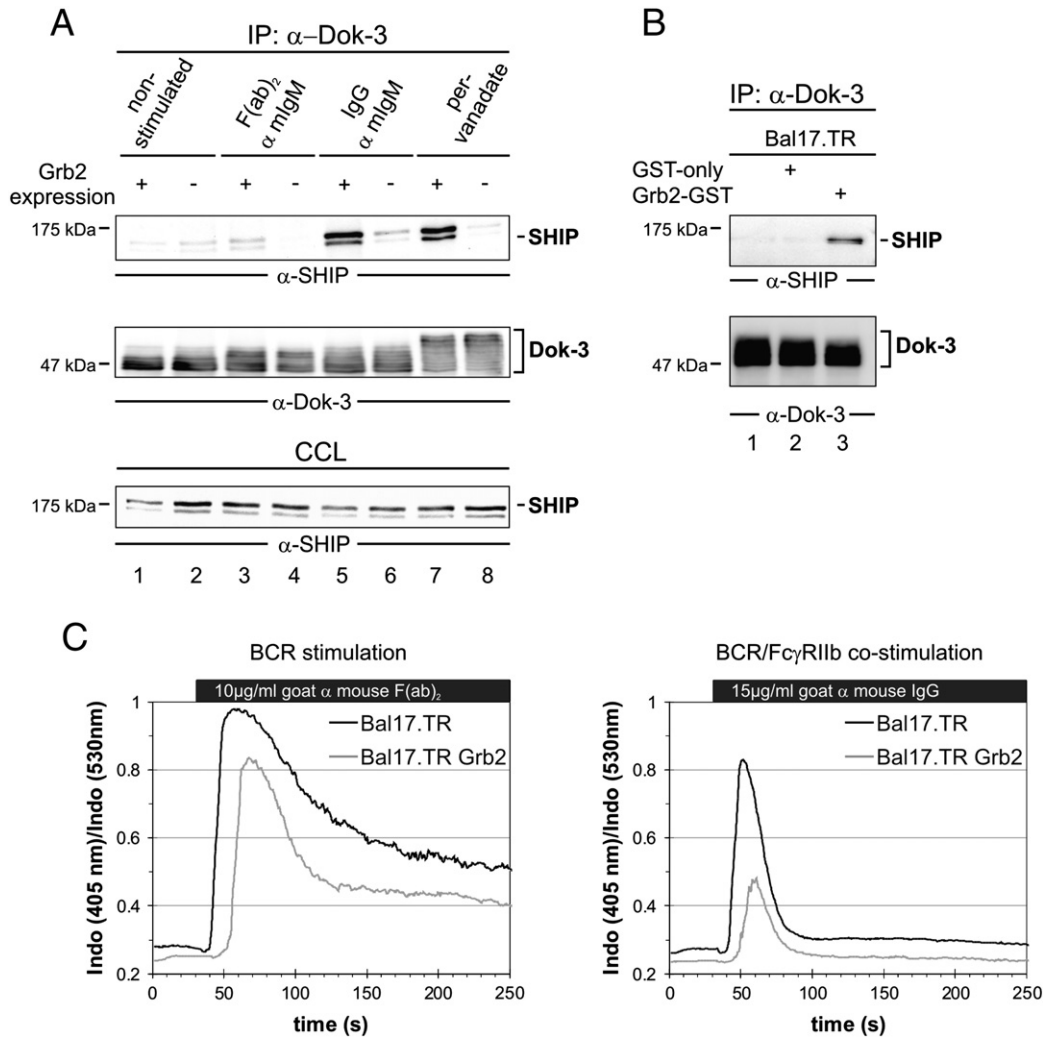 A
IP: α–Dok-3
non-
stimulated
F(ab)₂
α mIgM
IgG
α mIgM
per-
vanadate
Grb2
expression
+ - + - + - + -
175 kDa
SHIP
α-SHIP
47 kDa
Dok-3
α-Dok-3
CCL
175 kDa
SHIP
α-SHIP
1 2 3 4 5 6 7 8
B
IP: α-Dok-3
Bal17.TR
GST-only +
Grb2-GST +
175 kDa
SHIP
α-SHIP
47 kDa
Dok-3
α-Dok-3
1 2 3
C
BCR stimulation
10µg/ml goat α mouse F(ab)₂
Bal17.TR
Bal17.TR Grb2
Indo (405 nm)/Indo (530nm)
1
0.8
0.6
0.4
0.2
0 50 100 150 200 250
time (s)
BCR/FcγRIIb co-stimulation
15µg/ml goat α mouse IgG
Bal17.TR
Bal17.TR Grb2
Indo (405 nm)/Indo (530nm)
1
0.8
0.6
0.4
0.2
0 50 100 150 200 250
time (s)